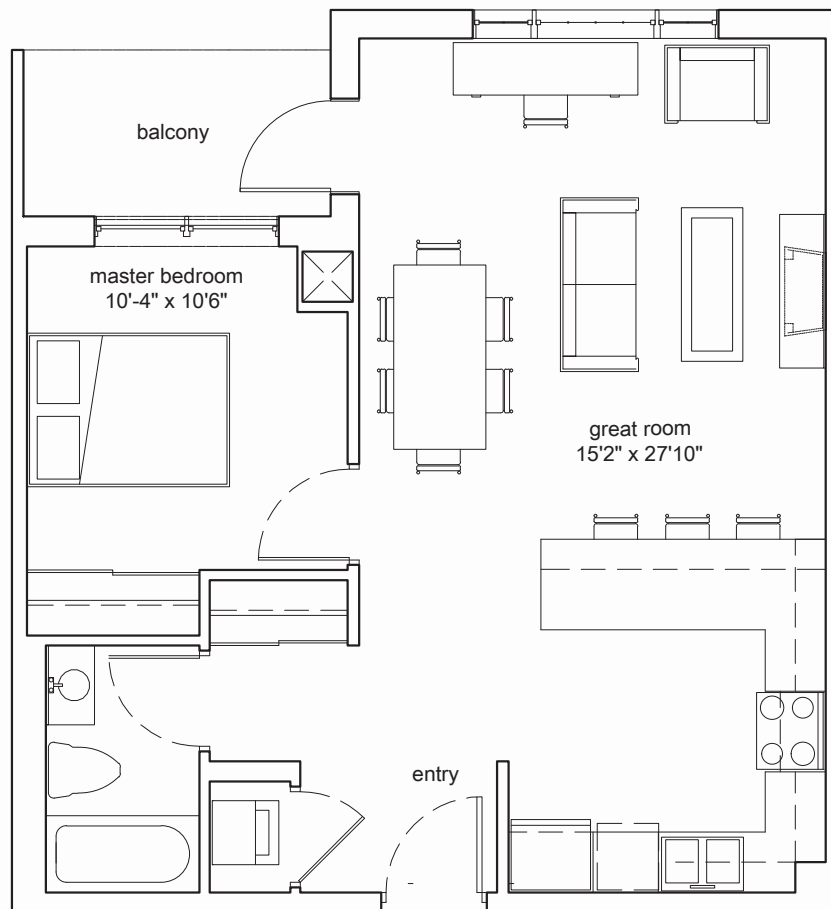 balcony
master bedroom
10'-4" x 10'6"
great room
15'2" x 27'10"
entry